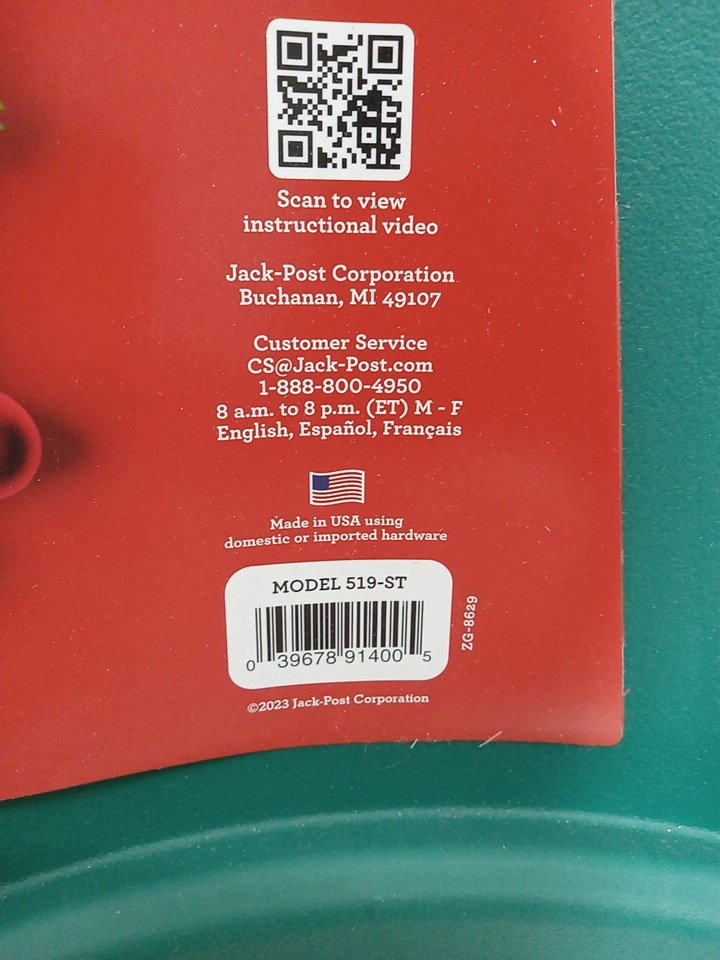 Scan to view
instructional video
Jack-Post Corporation
Buchanan, MI 49107
Customer Service
CS@Jack-Post.com
1-888-800-4950
8 a.m. to 8 p.m. (ET) M - F
English, Español, Français
Made in USA using
domestic or imported hardware
MODEL 519-ST
0 39678 91400 5
ZG-8629
©2023 Jack-Post Corporation